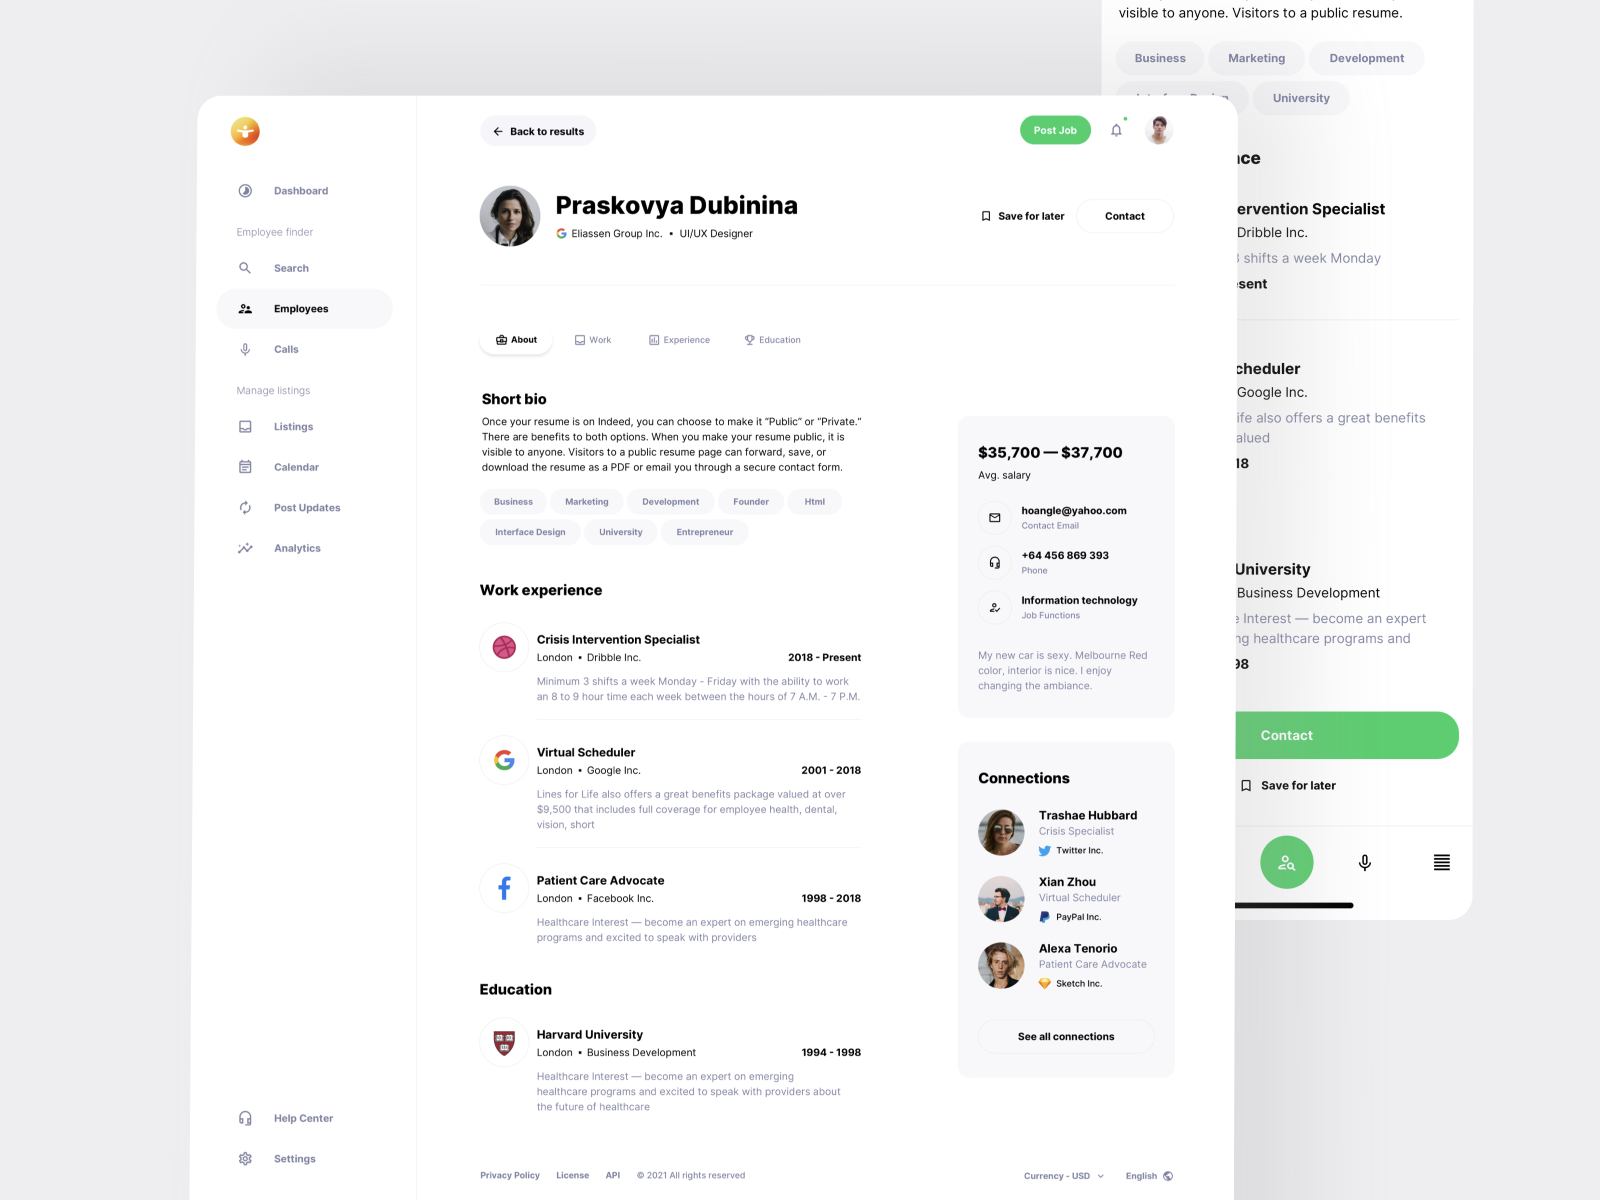 visible to anyone. Visitors to a public resume.
Business
Marketing
Development
University
Back to results
Post Job
Dashboard
Employee finder
Search
Employees
Calls
Manage listings
Listings
Calendar
Post Updates
Analytics
Help Center
Settings
Praskovya Dubinina
Eliassen Group Inc. • UI/UX Designer
Save for later
Contact
About
Work
Experience
Education
Short bio
Once your resume is on Indeed, you can choose to make it “Public” or “Private.”
There are benefits to both options. When you make your resume public, it is
visible to anyone. Visitors to a public resume page can forward, save, or
download the resume as a PDF or email you through a secure contact form.
Business
Marketing
Development
Founder
Html
Interface Design
University
Entrepreneur
Work experience
Crisis Intervention Specialist
London • Dribble Inc.
2018 - Present
Minimum 3 shifts a week Monday - Friday with the ability to work
an 8 to 9 hour time each week between the hours of 7 A.M. - 7 P.M.
Virtual Scheduler
London • Google Inc.
2001 - 2018
Lines for Life also offers a great benefits package valued at over
$9,500 that includes full coverage for employee health, dental,
vision, short
Patient Care Advocate
London • Facebook Inc.
1998 - 2018
Healthcare Interest — become an expert on emerging healthcare
programs and excited to speak with providers
Education
Harvard University
London • Business Development
1994 - 1998
Healthcare Interest — become an expert on emerging
healthcare programs and excited to speak with providers about
the future of healthcare
$35,700 — $37,700
Avg. salary
hoangle@yahoo.com
Contact Email
+64 456 869 393
Phone
Information technology
Job Functions
My new car is sexy. Melbourne Red
color, interior is nice. I enjoy
changing the ambiance.
Connections
Trashae Hubbard
Crisis Specialist
Twitter Inc.
Xian Zhou
Virtual Scheduler
PayPal Inc.
Alexa Tenorio
Patient Care Advocate
Sketch Inc.
See all connections
Privacy Policy
License
API
© 2021 All rights reserved
Currency - USD
English
nce
ervention Specialist
Dribble Inc.
shifts a week Monday
esent
cheduler
Google Inc.
ife also offers a great benefits
alued
18
University
Business Development
e Interest — become an expert
ng healthcare programs and
98
Contact
Save for later